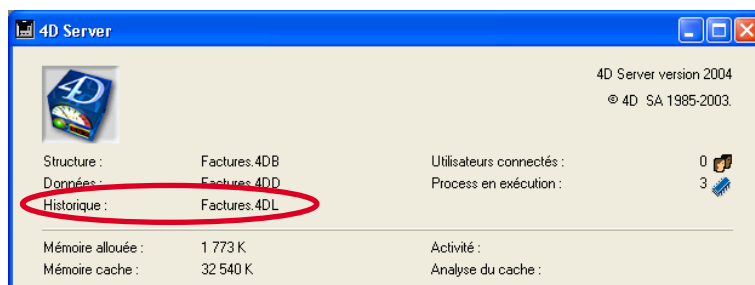 4D Server
4D Server version 2004
© 4D SA 1985-2003.
Structure : Factures.4DB Utilisateurs connectés : 0
Données : Factures.4DD Process en exécution : 3
Historique : Factures.4DL
Mémoire allouée : 1 773 K Activité :
Mémoire cache : 32 540 K Analyse du cache :